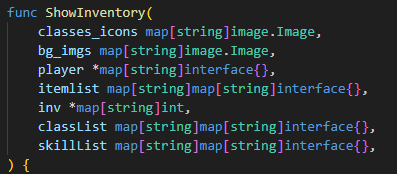 func ShowInventory(
    classes_icons map[string]image.Image,
    bg_imgs map[string]image.Image,
    player *map[string]interface{},
    itemlist map[string]map[string]interface{},
    inv *map[string]int,
    classList map[string]map[string]interface{},
    skillList map[string]map[string]interface{},
) {